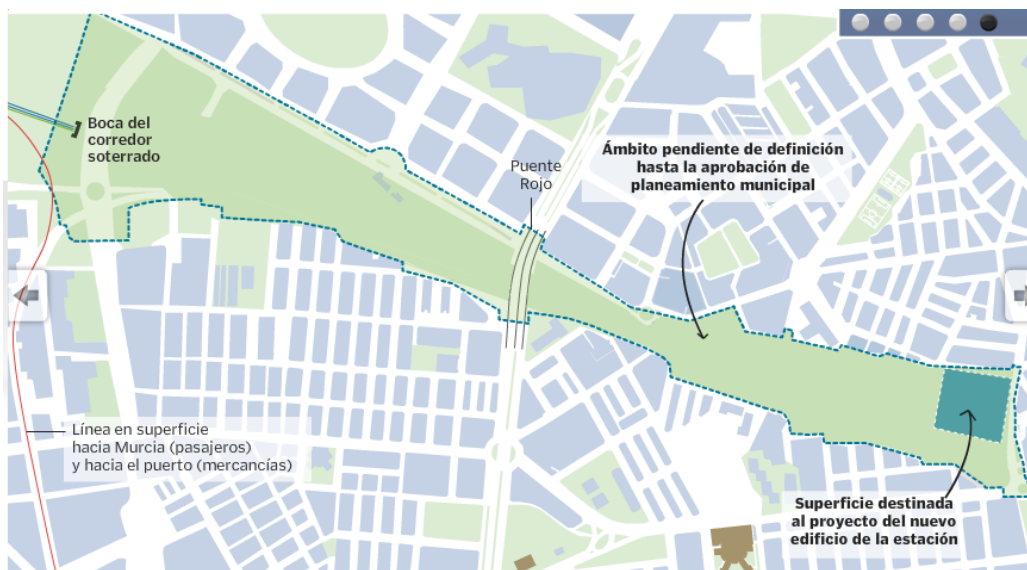 Boca del
corredor
soterrado
Puente
Rojo
Ámbito pendiente de definición
hasta la aprobación de
planeamiento municipal
Línea en superficie
hacia Murcia (pasajeros)
y hacia el puerto (mercancías)
Superficie destinada
al proyecto del nuevo
edificio de la estación